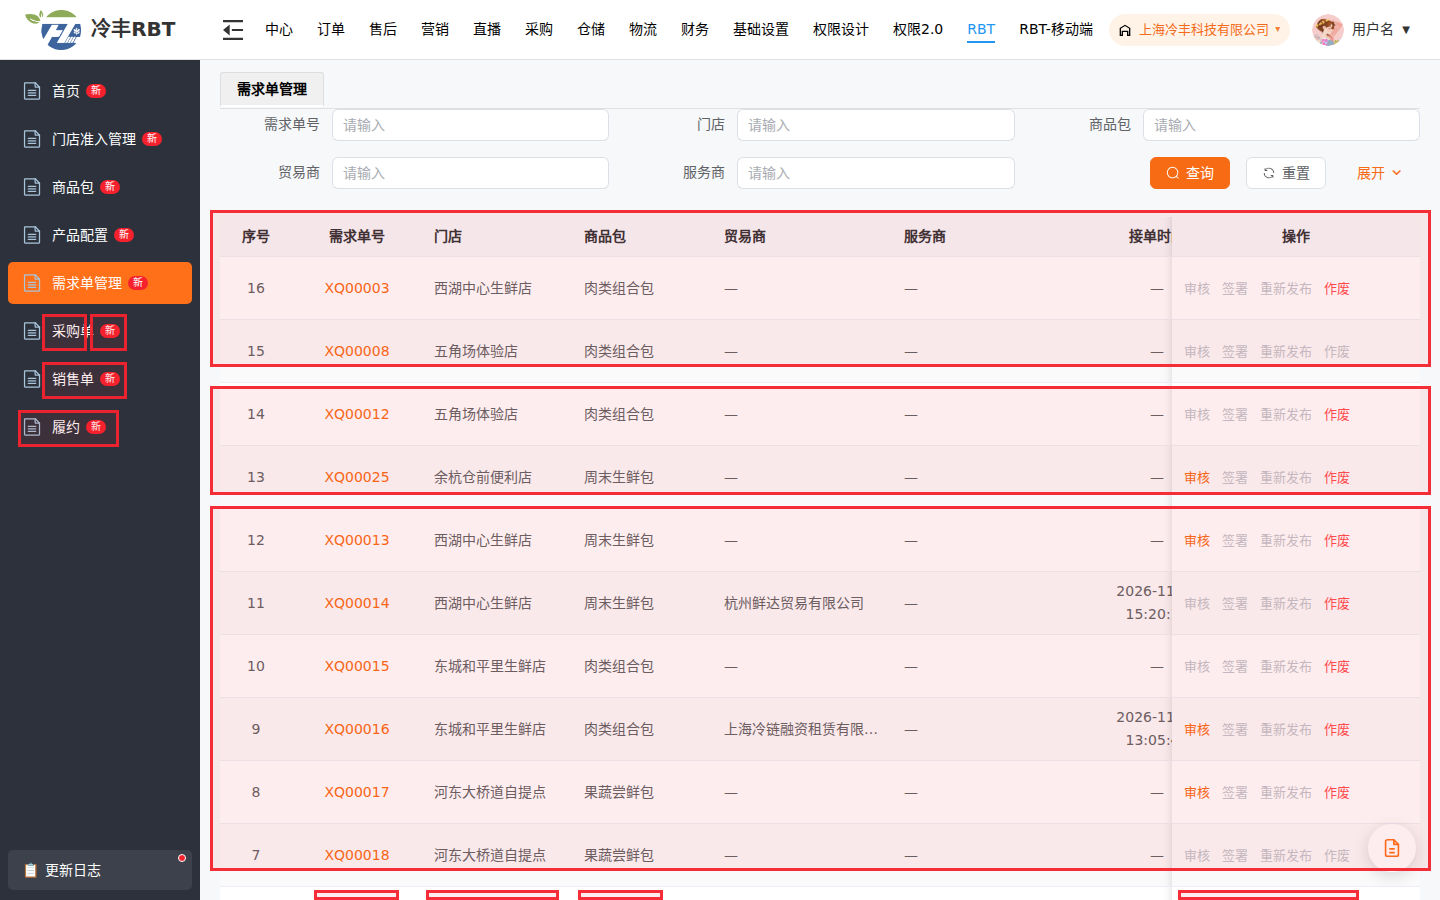 冷丰RBT
中心 订单 售后 营销 直播 采购 仓储 物流 财务 基础设置 权限设计 权限2.0 RBT RBT-移动端 上海冷丰科技有限公司 ▾ 用户名 ▼
首页 新
门店准入管理 新
商品包 新
产品配置 新
需求单管理 新
采购单 新
销售单 新
履约 新
更新日志
需求单管理
需求单号 请输入 门店 请输入 商品包 请输入
贸易商 请输入 服务商 请输入 查询 重置 展开
序号 需求单号 门店 商品包 贸易商 服务商 接单时 操作
16 XQ00003 西湖中心生鲜店 肉类组合包 — — — 审核 签署 重新发布 作废
15 XQ00008 五角场体验店 肉类组合包 — — — 审核 签署 重新发布 作废
14 XQ00012 五角场体验店 肉类组合包 — — — 审核 签署 重新发布 作废
13 XQ00025 余杭仓前便利店 周末生鲜包 — — — 审核 签署 重新发布 作废
12 XQ00013 西湖中心生鲜店 周末生鲜包 — — — 审核 签署 重新发布 作废
11 XQ00014 西湖中心生鲜店 周末生鲜包 杭州鲜达贸易有限公司 — 2026-11 15:20: 审核 签署 重新发布 作废
10 XQ00015 东城和平里生鲜店 肉类组合包 — — — 审核 签署 重新发布 作废
9 XQ00016 东城和平里生鲜店 肉类组合包 上海冷链融资租赁有限... — 2026-11 13:05: 审核 签署 重新发布 作废
8 XQ00017 河东大桥道自提点 果蔬尝鲜包 — — — 审核 签署 重新发布 作废
7 XQ00018 河东大桥道自提点 果蔬尝鲜包 — — — 审核 签署 重新发布 作废